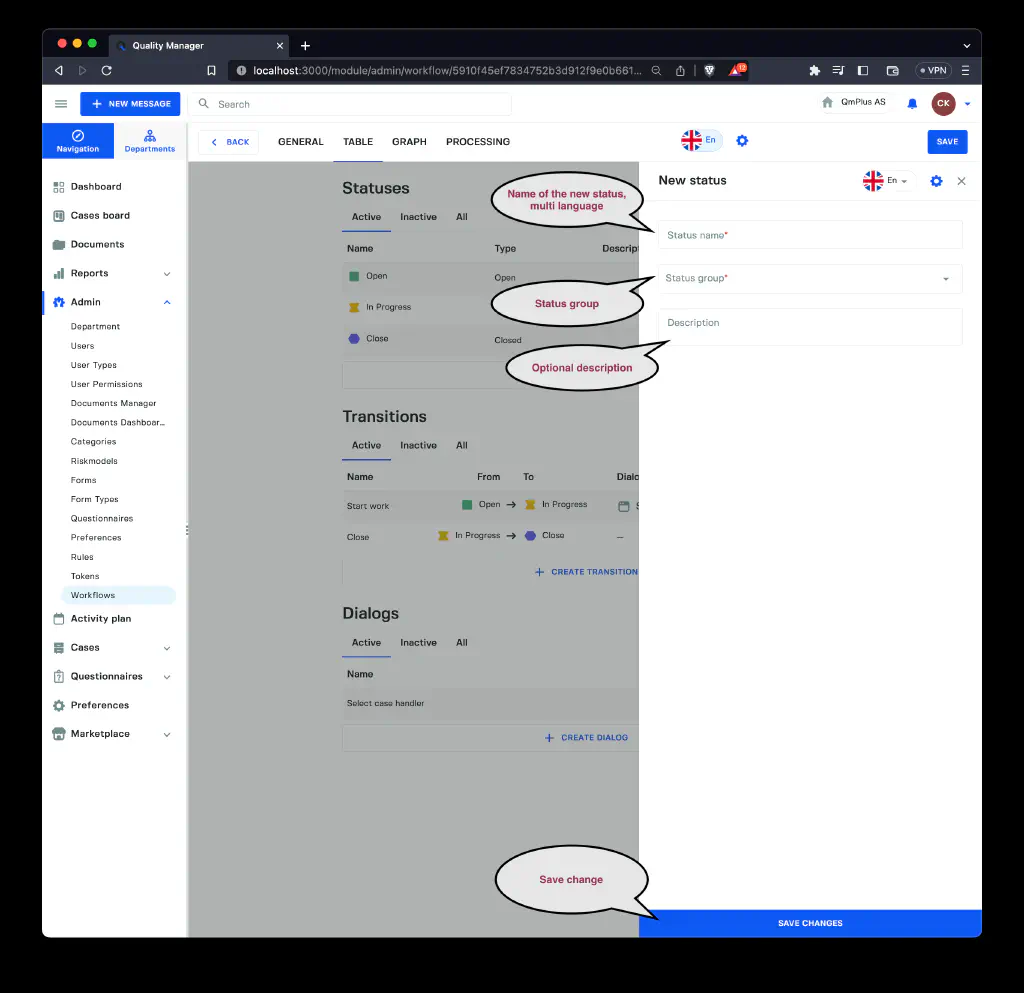 Quality Manager
localhost:3000/module/admin/workflow/5910f45ef7834752b3d912f9e0b661...
12
VPN
NEW MESSAGE
Search
QmPlus AS
CK
Navigation
Departments
BACK
GENERAL
TABLE
GRAPH
PROCESSING
En
SAVE
Dashboard
Cases board
Documents
Reports
Admin
Department
Users
User Types
User Permissions
Documents Manager
Documents Dashboar...
Categories
Riskmodels
Forms
Form Types
Questionnaires
Preferences
Rules
Tokens
Workflows
Activity plan
Cases
Questionnaires
Preferences
Marketplace
Statuses
Active Inactive All
Name Type Descript
Open Open
In Progress
Close Closed
Transitions
Active Inactive All
Name From To Dialo
Start work Open → In Progress S
Close In Progress → Close --
CREATE TRANSITION
Dialogs
Active Inactive All
Name
Select case handler
CREATE DIALOG
New status
En
Name of the new status,
multi language
Status name*
Status group
Status group*
Optional description
Description
Save change
SAVE CHANGES